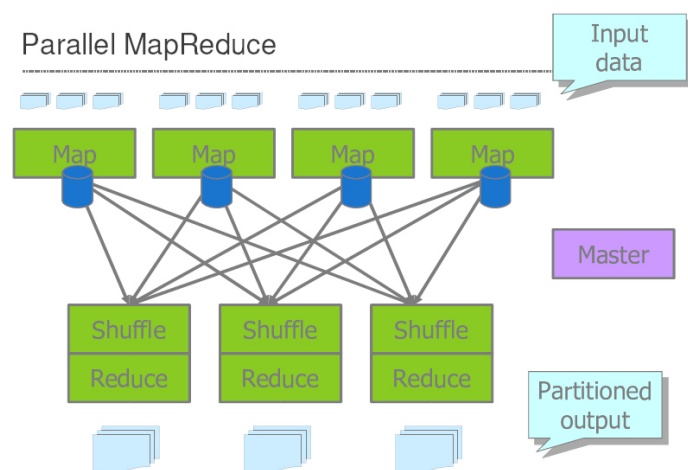 Parallel MapReduce
Input
data
Map
Map
Map
Map
Master
Shuffle
Shuffle
Shuffle
Reduce
Reduce
Reduce
Partitioned
output